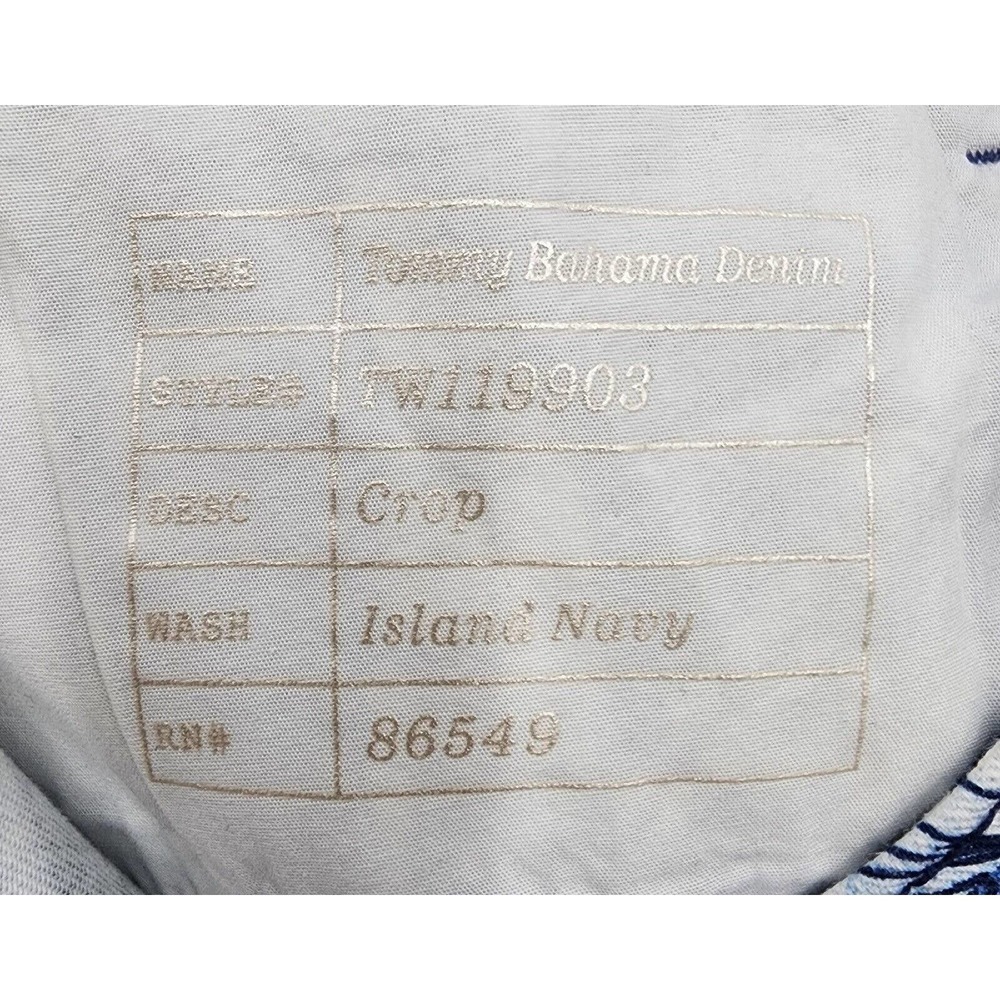 NAME Tommy Bahama Denim
STYLE# TW119903
DESC Crop
WASH Island Navy
RN# 86549